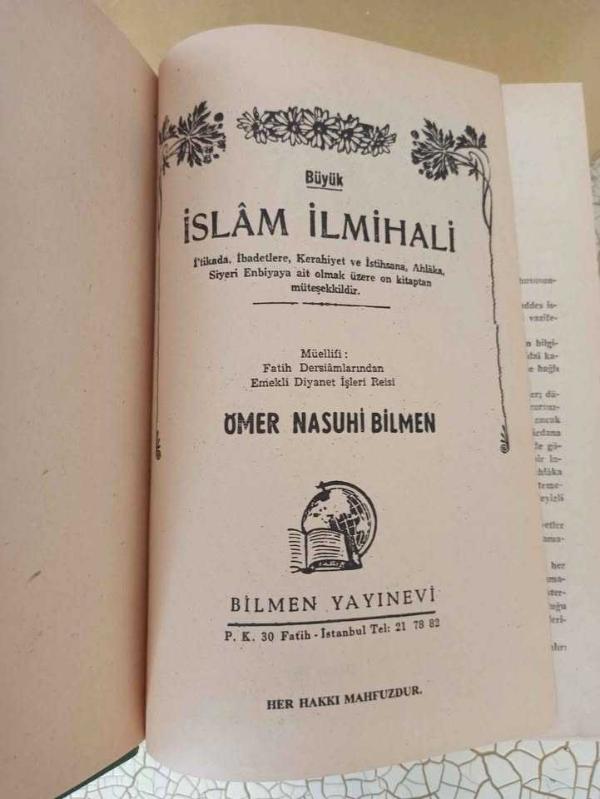 Büyük
İSLÂM İLMİHALİ
İ'tikada, İbadetlere, Kerahiyet ve İstihsana, Ahlâka,
Siyeri Enbiyaya ait olmak üzere on kitaptan
müteşekkildir.
Müellifi :
Fatih Dersiâmlarından
Emekli Diyanet İşleri Reisi
ÖMER NASUHİ BİLMEN
BİLMEN YAYINEVİ
P. K. 30 Fatih - İstanbul Tel: 21 78 82
HER HAKKI MAHFUZDUR.